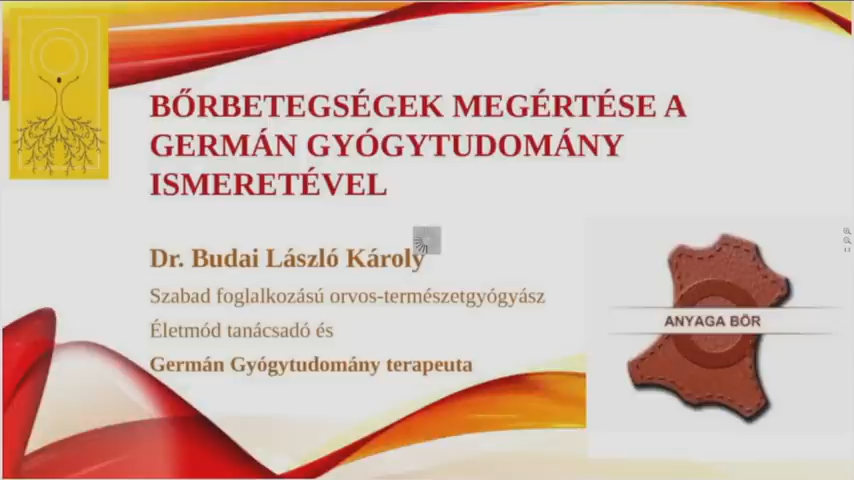 BŐRBETEGSÉGEK MEGÉRTÉSE A
GERMÁN GYÓGYTUDOMÁNY
ISMERETÉVEL
Dr. Budai László Károly
Szabad foglalkozású orvos-természetgyógyász
Életmód tanácsadó és
Germán Gyógytudomány terapeuta
ANYAGA BŐR